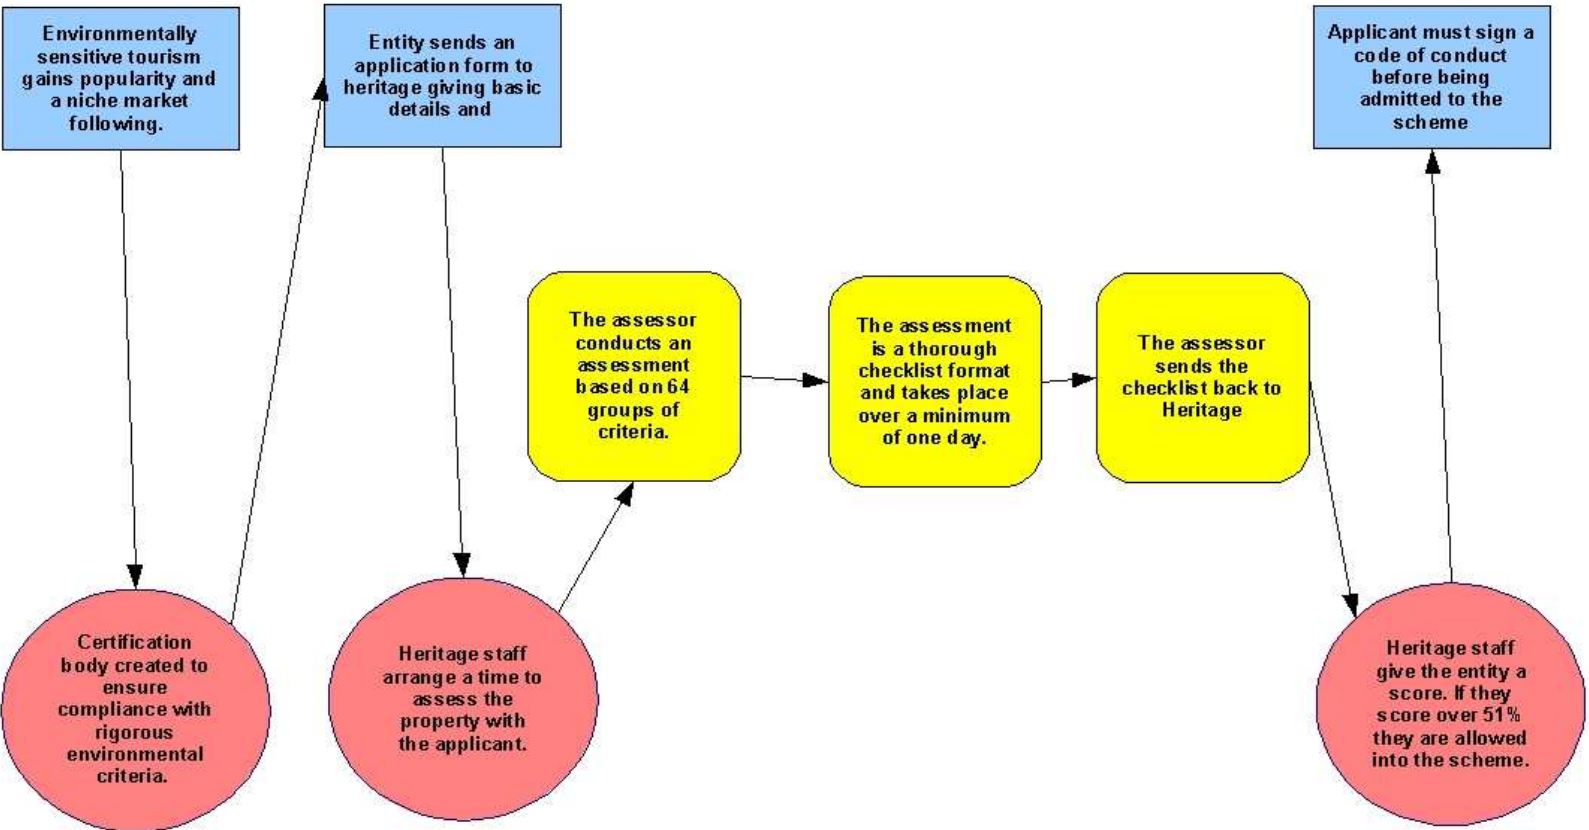 Environmentally
sensitive tourism
gains popularity and
a niche market
following.
Certification
body created to
ensure
compliance with
rigorous
environmental
criteria.
Entity sends an
application form to
heritage giving basic
details and
Heritage staff
arrange a time to
assess the
property with
the applicant.
The assessor
conducts an
assessment
based on 64
groups of
criteria.
The assessment
is a thorough
checklist format
and takes place
over a minimum
of one day.
The assessor
sends the
checklist back to
Heritage
Heritage staff
give the entity a
score. If they
score over 51%
they are allowed
into the scheme.
Applicant must sign a
code of conduct
before being
admitted to the
scheme